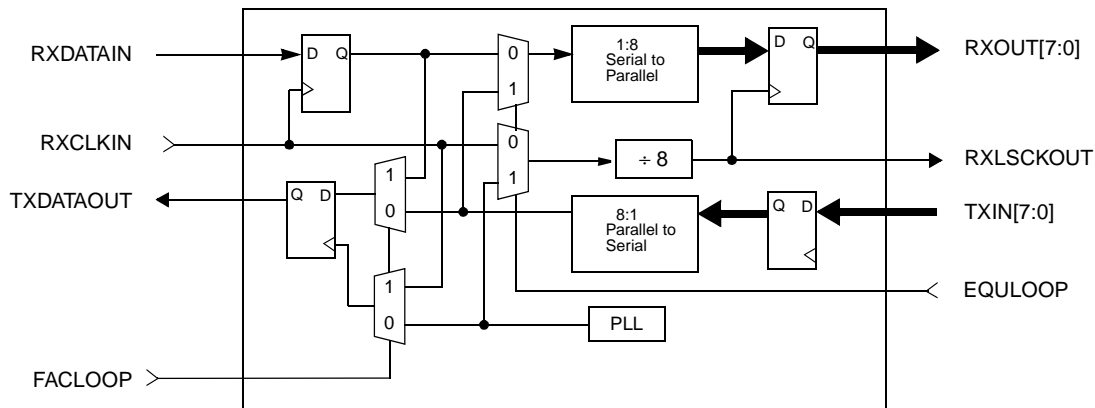 RXDATAIN
D Q
0
1
1:8
Serial to
Parallel
D Q
RXOUT[7:0]
RXCLKIN
0
1
÷ 8
RXLSCKOUT
TXDATAOUT
Q D
1
0
8:1
Parallel to
Serial
Q D
TXIN[7:0]
1
0
PLL
EQULOOP
FACLOOP